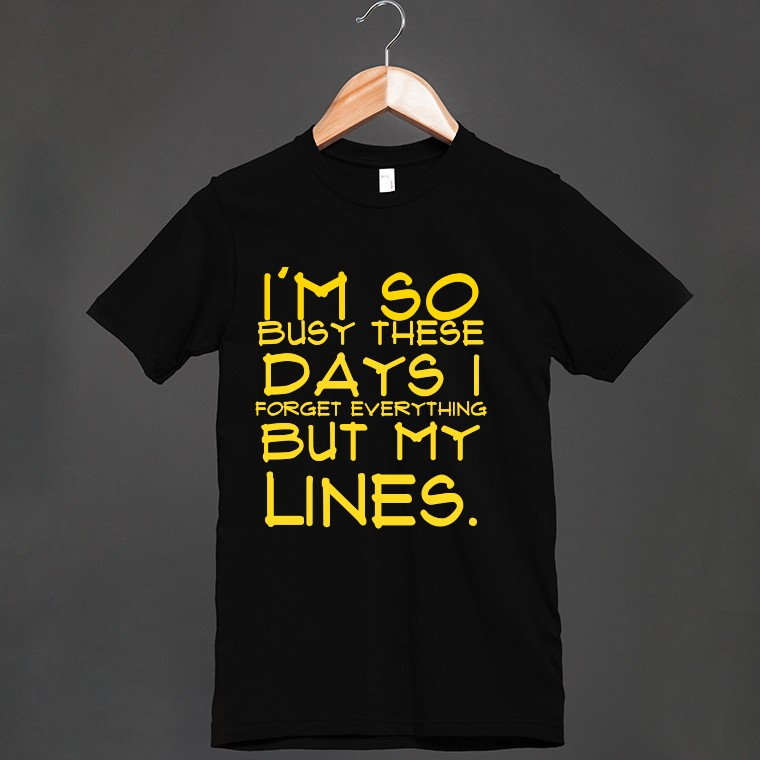 I'M SO
BUSY THESE
DAYS I
FORGET EVERYTHING
BUT MY
LINES.